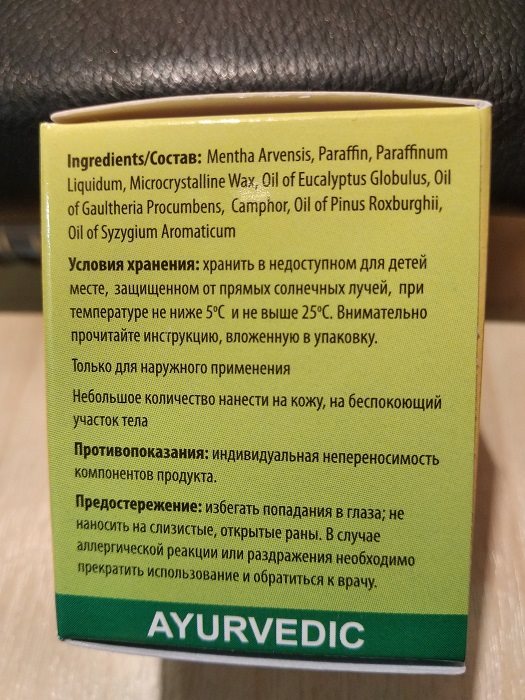 Ingredients/Состав: Mentha Arvensis, Paraffin, Paraffinum
Liquidum, Microcrystalline Wax, Oil of Eucalyptus Globulus, Oil
of Gaultheria Procumbens, Camphor, Oil of Pinus Roxburghii,
Oil of Syzygium Aromaticum
Условия хранения: хранить в недоступном для детей
месте, защищенном от прямых солнечных лучей, при
температуре не ниже 5ºС и не выше 25ºС. Внимательно
прочитайте инструкцию, вложенную в упаковку.
Только для наружного применения
Небольшое количество нанести на кожу, на беспокоющий
участок тела
Противопоказания: индивидуальная непереносимость
компонентов продукта.
Предостережение: избегать попадания в глаза; не
наносить на слизистые, открытые раны. В случае
аллергической реакции или раздражения необходимо
прекратить использование и обратиться к врачу.
AYURVEDIC